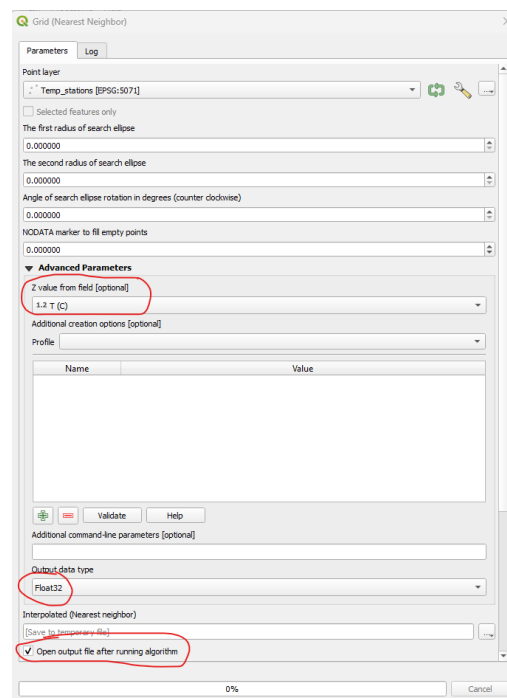 Grid (Nearest Neighbor)
Parameters Log
Point layer
Temp_stations [EPSG:5071]
Selected features only
The first radius of search ellipse
0.000000
The second radius of search ellipse
0.000000
Angle of search ellipse rotation in degrees (counter clockwise)
0.000000
NODATA marker to fill empty points
0.000000
Advanced Parameters
Z value from field [optional]
1.2 T (C)
Additional creation options [optional]
Profile
Name Value
Validate Help
Additional command-line parameters [optional]
Output data type
Float32
Interpolated (Nearest neighbor)
[Save to temporary file]
Open output file after running algorithm
0% Cancel